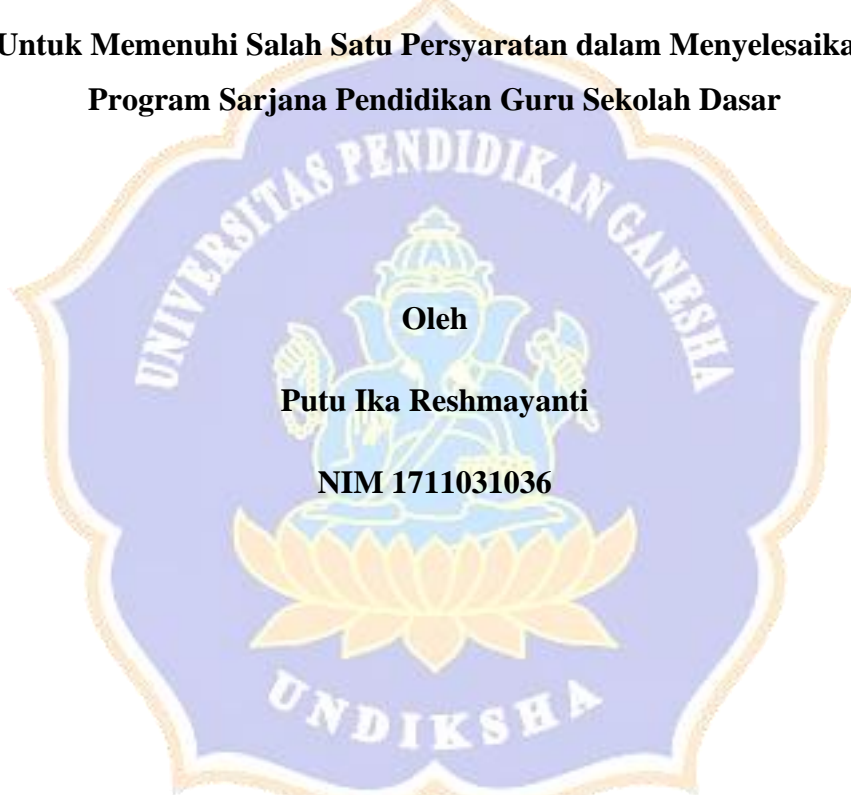 Untuk Memenuhi Salah Satu Persyaratan dalam Menyelesaika
Program Sarjana Pendidikan Guru Sekolah Dasar
UNIVERSITAS PENDIDIKAN GANESHA
Oleh
Putu Ika Reshmayanti
NIM 1711031036
UNDIKSHA